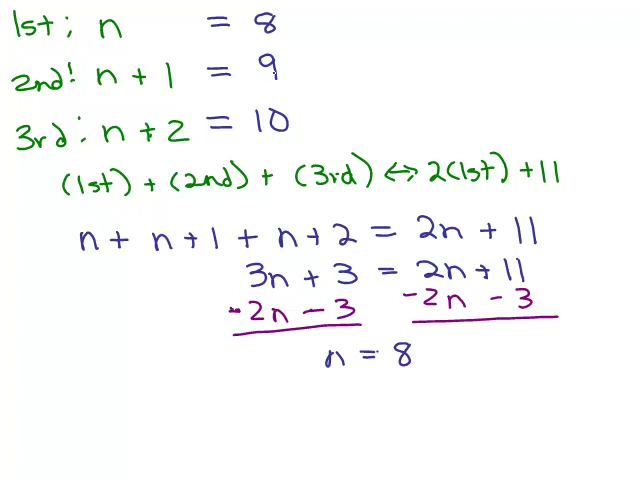 1st: n = 8
2nd: n + 1 = 9
3rd: n + 2 = 10
(1st) + (2nd) + (3rd) ↔ 2(1st) + 11
n + n + 1 + n + 2 = 2n + 11
3n + 3 = 2n + 11
-2n - 3 -2n - 3
n = 8